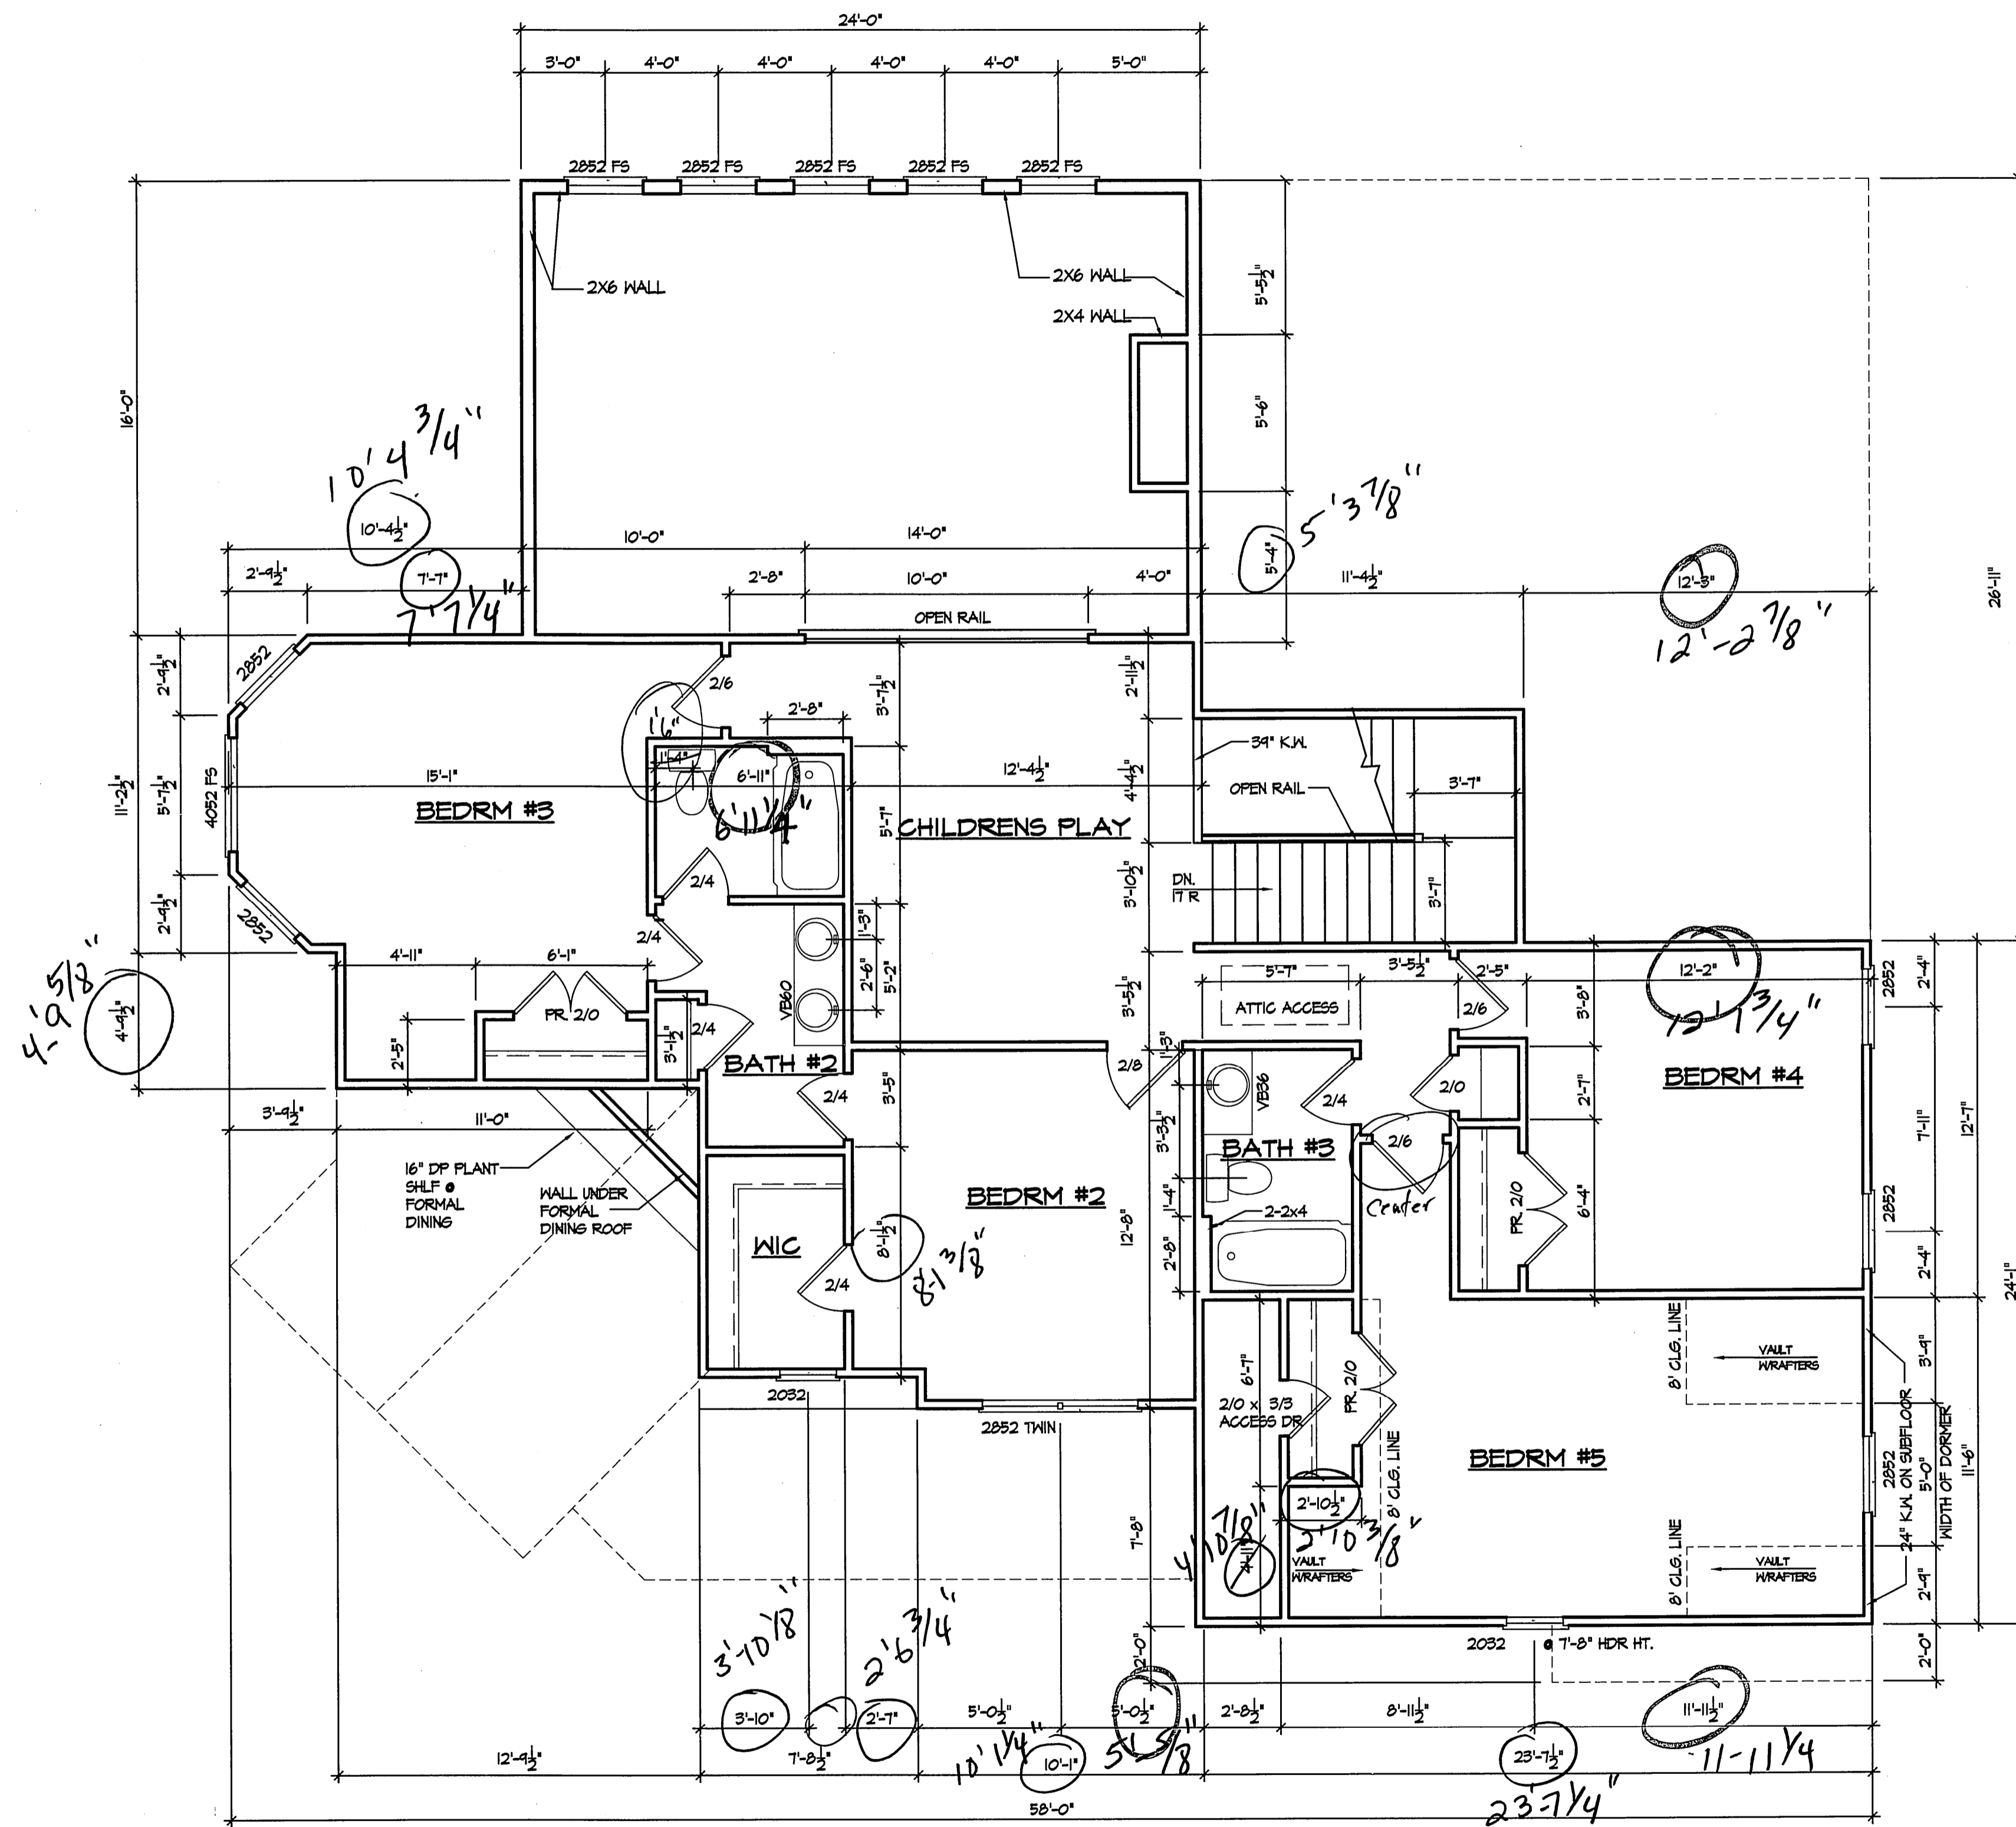 24'-0"
3'-0" 4'-0" 4'-0" 4'-0" 4'-0" 5'-0"
2852 FS 2852 FS 2852 FS 2852 FS 2852 FS
2X6 WALL
2X6 WALL
2X4 WALL
5'-5½"
5'-6"
16'-0"
26'-11"
10' 4 3/4"
10'-4½"
10'-0" 14'-0"
5'-4"
5' 3 7/8"
2'-9½" 7'-7" 2'-8" 10'-0" 4'-0" 11'-4½" 12'-3"
7' 7 1/4"
12'-2 7/8"
OPEN RAIL
2852
2'-9½"
2/6
3'-7½"
2'-11½"
2'-8"
1'6"
1'-4"
39" K.W.
11'-2½"
5'-7½"
4052 FS
15'-1" 6'-11" 12'-4½"
4'-4½"
OPEN RAIL
3'-7"
BEDRM #3
6' 11 1/4"
5'-7"
CHILDRENS PLAY
2/4
DN.
17 R
3'-10½"
3'-7"
2'-9½"
2852
2/4
1'-3"
2'-6"
5'-2"
VB60
4'-11" 6'-1"
4'-9 5/8"
4'-9½"
2'-5"
PR. 2/0
3'-1½"
2/4
BATH #2
3'-5½"
5'-7" 3'-5½" 2'-5" 12'-2"
ATTIC ACCESS
2/6
3'-8"
12' 1 3/4"
2852
2'-4"
2/8
1'-3"
VB36
2/4
2/0
2'-7"
BEDRM #4
7'-11"
12'-7"
2/4
3'-5"
3'-9½" 11'-0"
16" DP PLANT
SHLF @
FORMAL
DINING
WALL UNDER
FORMAL
DINING ROOF
3'-3½"
BATH #3
2/6
Center
BEDRM #2
1'-4"
2-2x4
PR. 2/0
6'-4"
2852
WIC
2/4
8'-1½"
8-1 3/8"
12'-8"
2'-8"
2'-4"
24'-1"
2032
2852 TWIN
6'-7"
2/0 x 3/3
ACCESS DR
PR. 2/0
8' CLG. LINE
8' CLG. LINE
VAULT
W/RAFTERS
3'-9"
BEDRM #5
2852
24" K.W. ON SUBFLOOR
5'-0"
WIDTH OF DORMER
11'-6"
2'-10½"
2' 10 3/8"
4' 10 7/8"
4'-11"
7'-8"
VAULT
W/RAFTERS
8' CLG. LINE
VAULT
W/RAFTERS
2'-9"
2032 @ 7'-8" HDR HT.
2'-0"
2'-0"
3'-10 1/8" 2' 6 3/4"
3'-10" 2'-7" 5'-0½" 5'-0½" 2'-8½" 8'-11½" 11'-11½"
10' 1 1/4" 5' 5/8" 11-11 1/4
12'-9½" 7'-8½" 10'-1" 23'-7½"
23'-7 1/4"
58'-0"